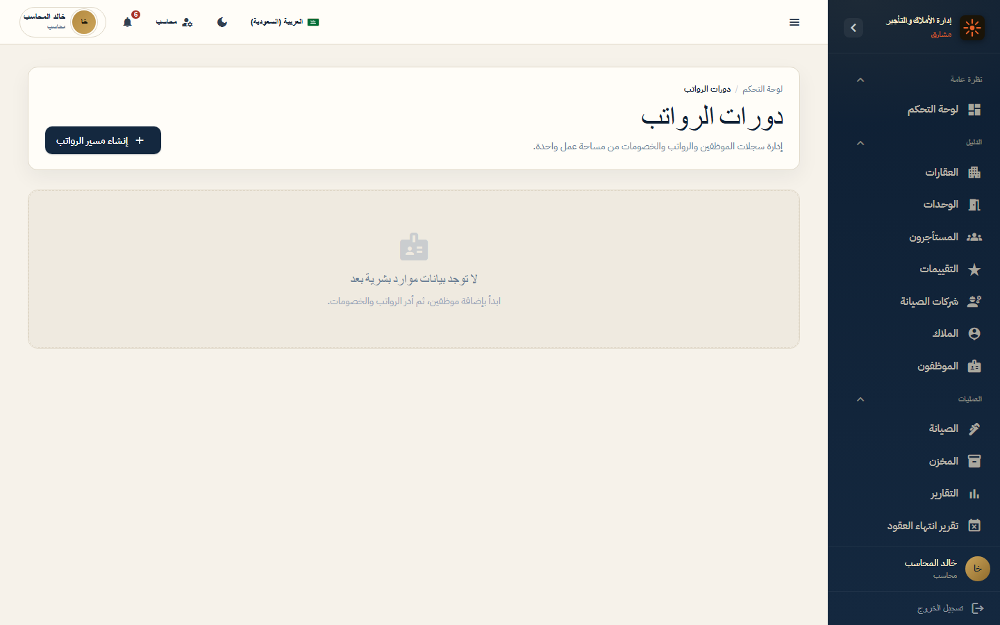 إدارة الأملاك والتأجير
مشارق
نظرة عامة
لوحة التحكم
الدليل
العقارات
الوحدات
المستأجرون
التقييمات
شركات الصيانة
الملاك
الموظفون
العمليات
الصيانة
المخزن
التقارير
تقرير انتهاء العقود
خا
خالد المحاسب
محاسب
تسجيل الخروج
العربية (السعودية)
محاسب
6
خا
خالد المحاسب
محاسب
لوحة التحكم / دورات الرواتب
دورات الرواتب
إدارة سجلات الموظفين والرواتب والخصومات من مساحة عمل واحدة.
إنشاء مسير الرواتب
لا توجد بيانات موارد بشرية بعد
ابدأ بإضافة موظفين، ثم أدر الرواتب والخصومات.